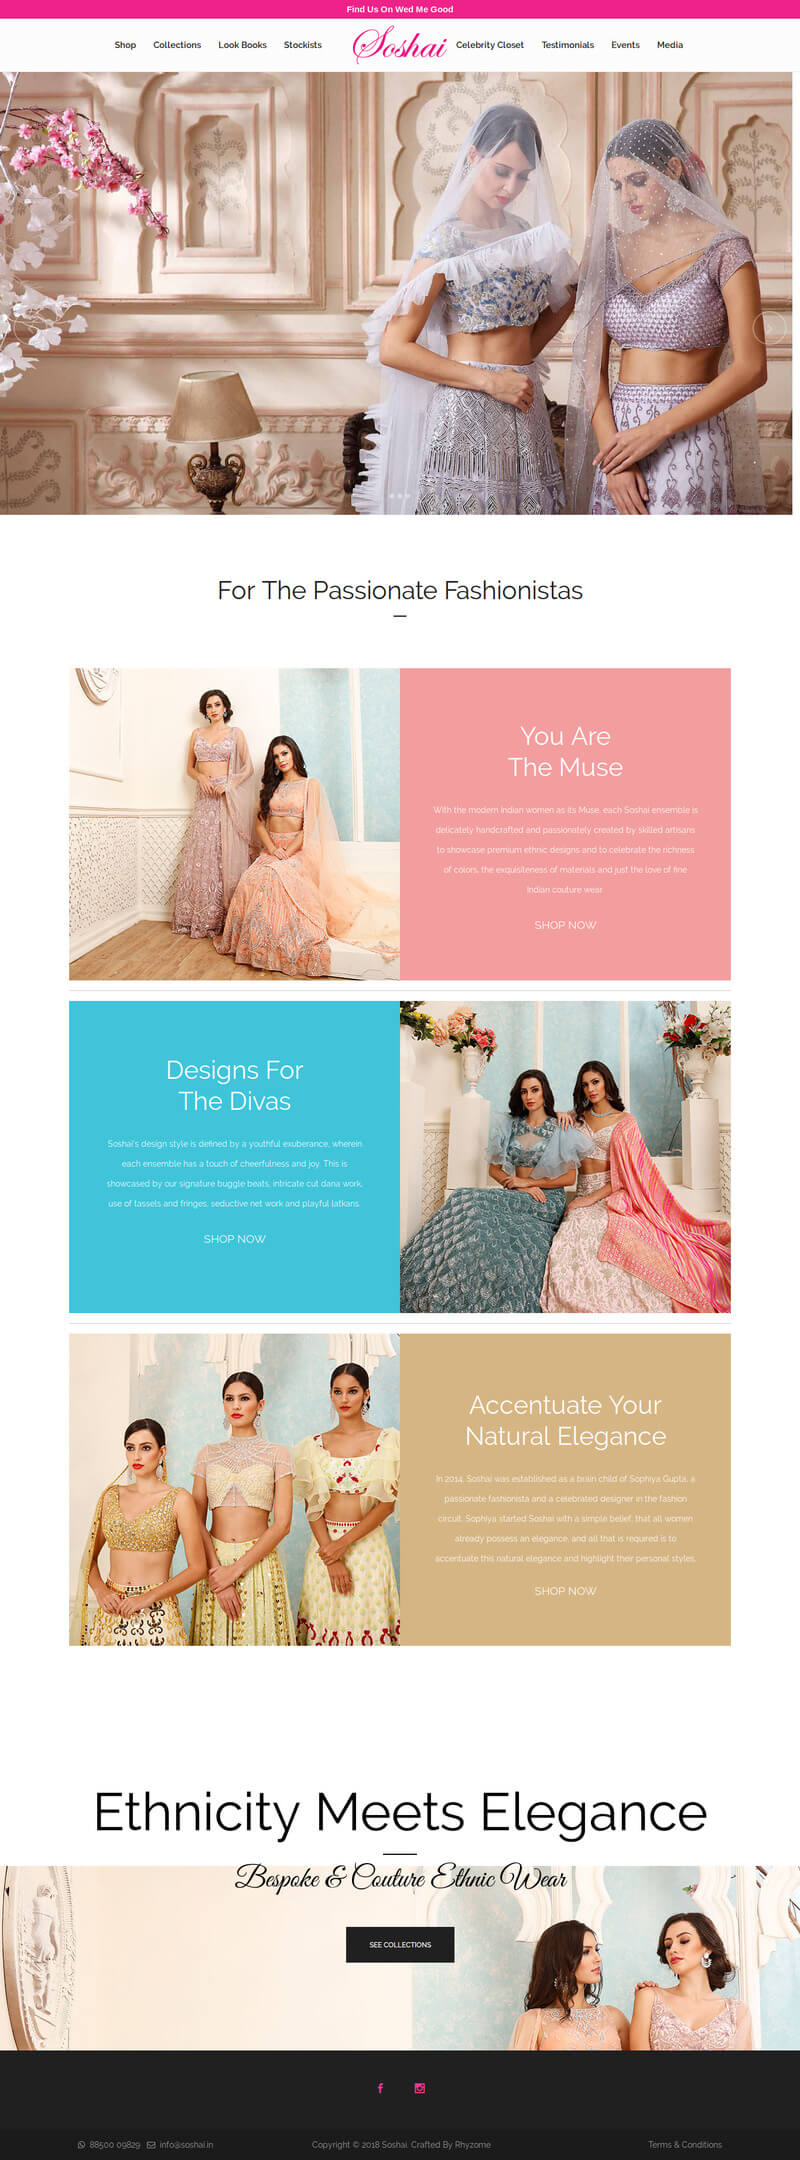 Find Us On Wed Me Good
Shop Collections Look Books Stockists Soshai Celebrity Closet Testimonials Events Media
For The Passionate Fashionistas
You Are
The Muse
With the modern Indian women as its Muse, each Soshai ensemble is
delicately handcrafted and passionately created by skilled artisans
to showcase premium ethnic designs and to celebrate the richness
of colors, the exquisiteness of materials and just the love of fine
Indian couture wear
SHOP NOW
Designs For
The Divas
Soshai's design style is defined by a youthful exuberance, wherein
each ensemble has a touch of cheerfulness and joy. This is
showcased by our signature buggle beats, intricate cut dana work,
use of tassels and fringes, seductive net work and playful latkans.
SHOP NOW
Accentuate Your
Natural Elegance
In 2014, Soshai was established as a brain child of Sophiya Gupta, a
passionate fashionista and a celebrated designer in the fashion
circuit. Sophiya started Soshai with a simple belief, that all women
already possess an elegance, and all that is required is to
accentuate this natural elegance and highlight their personal styles.
SHOP NOW
Ethnicity Meets Elegance
Bespoke & Couture Ethnic Wear
SEE COLLECTIONS
88500 09829 info@soshai.in Copyright © 2018 Soshai. Crafted By Rhyzome Terms & Conditions